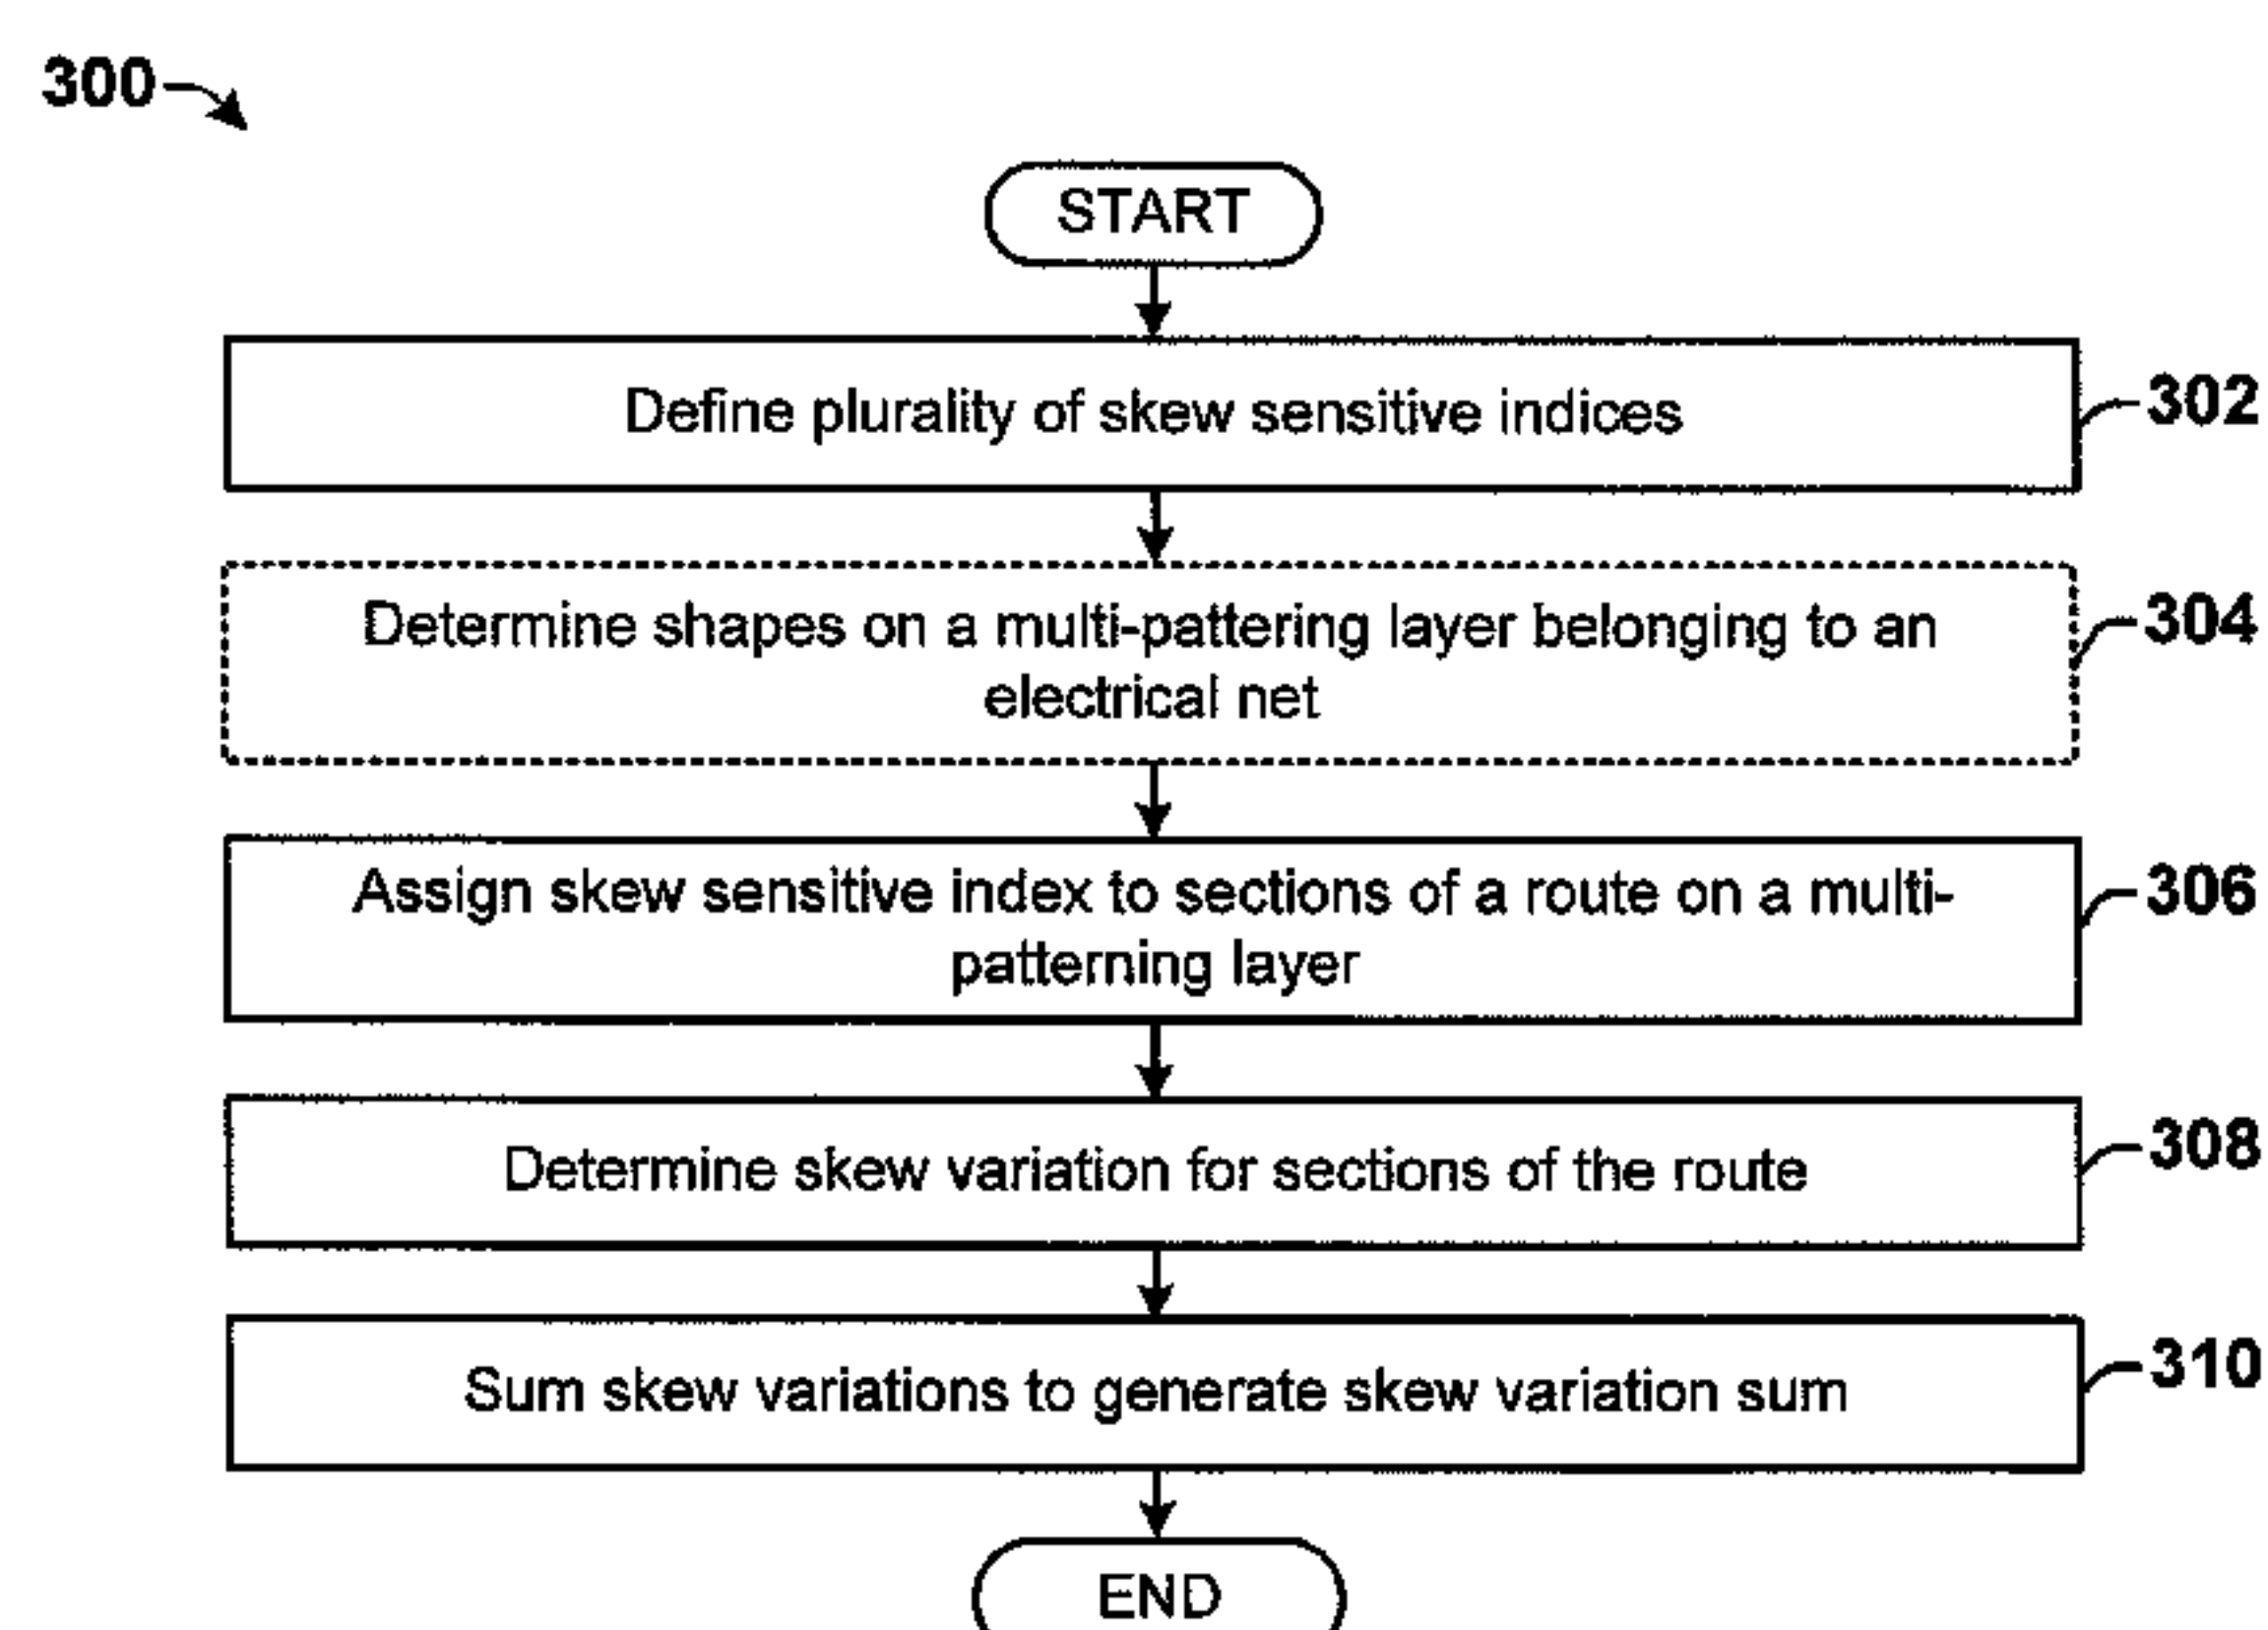 300
START
Define plurality of skew sensitive indices
302
Determine shapes on a multi-pattering layer belonging to an
electrical net
304
Assign skew sensitive index to sections of a route on a multi-
patterning layer
306
Determine skew variation for sections of the route
308
Sum skew variations to generate skew variation sum
310
END